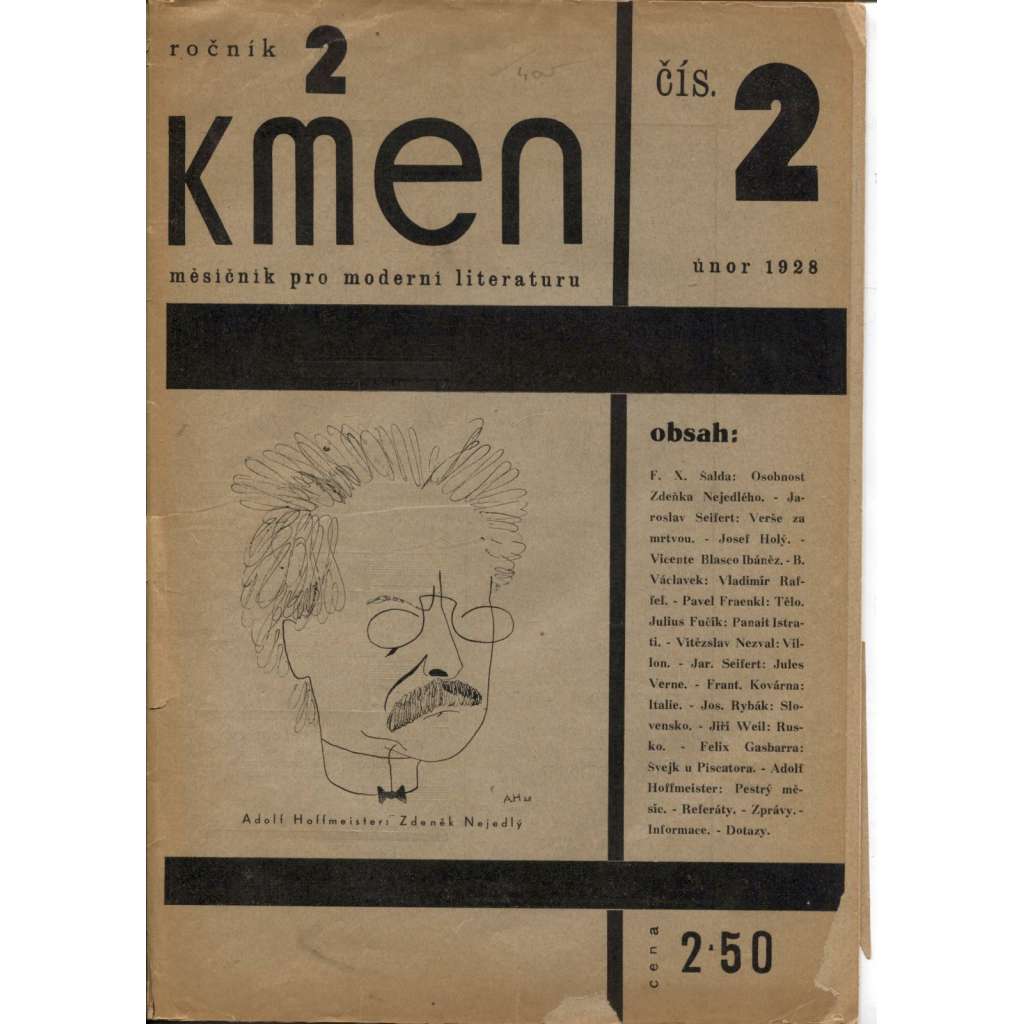 ročník 2
čís. 2
kmen
měsíčník pro moderní literaturu
únor 1928
obsah:
F. X. Šalda: Osobnost
Zdeňka Nejedlého. - Ja-
roslav Seifert: Verše za
mrtvou. - Josef Holý. -
Vicente Blasco Ibáněz. - B.
Václavek: Vladimír Raf-
fel. - Pavel Fraenkl: Tělo.
Julius Fučík: Panait Istra-
ti. - Vítězslav Nezval: Vil-
lon. - Jar. Seifert: Jules
Verne. - Frant. Kovárna:
Italie. - Jos. Rybák: Slo-
vensko. - Jiří Weil: Rus-
ko. - Felix Gasbarra:
Švejk u Piscatora. - Adolf
Hoffmeister: Pestrý mě-
síc. - Referáty. - Zprávy. -
Informace. - Dotazy.
AH 28
Adolf Hoffmeister: Zdeněk Nejedlý
cena 2·50